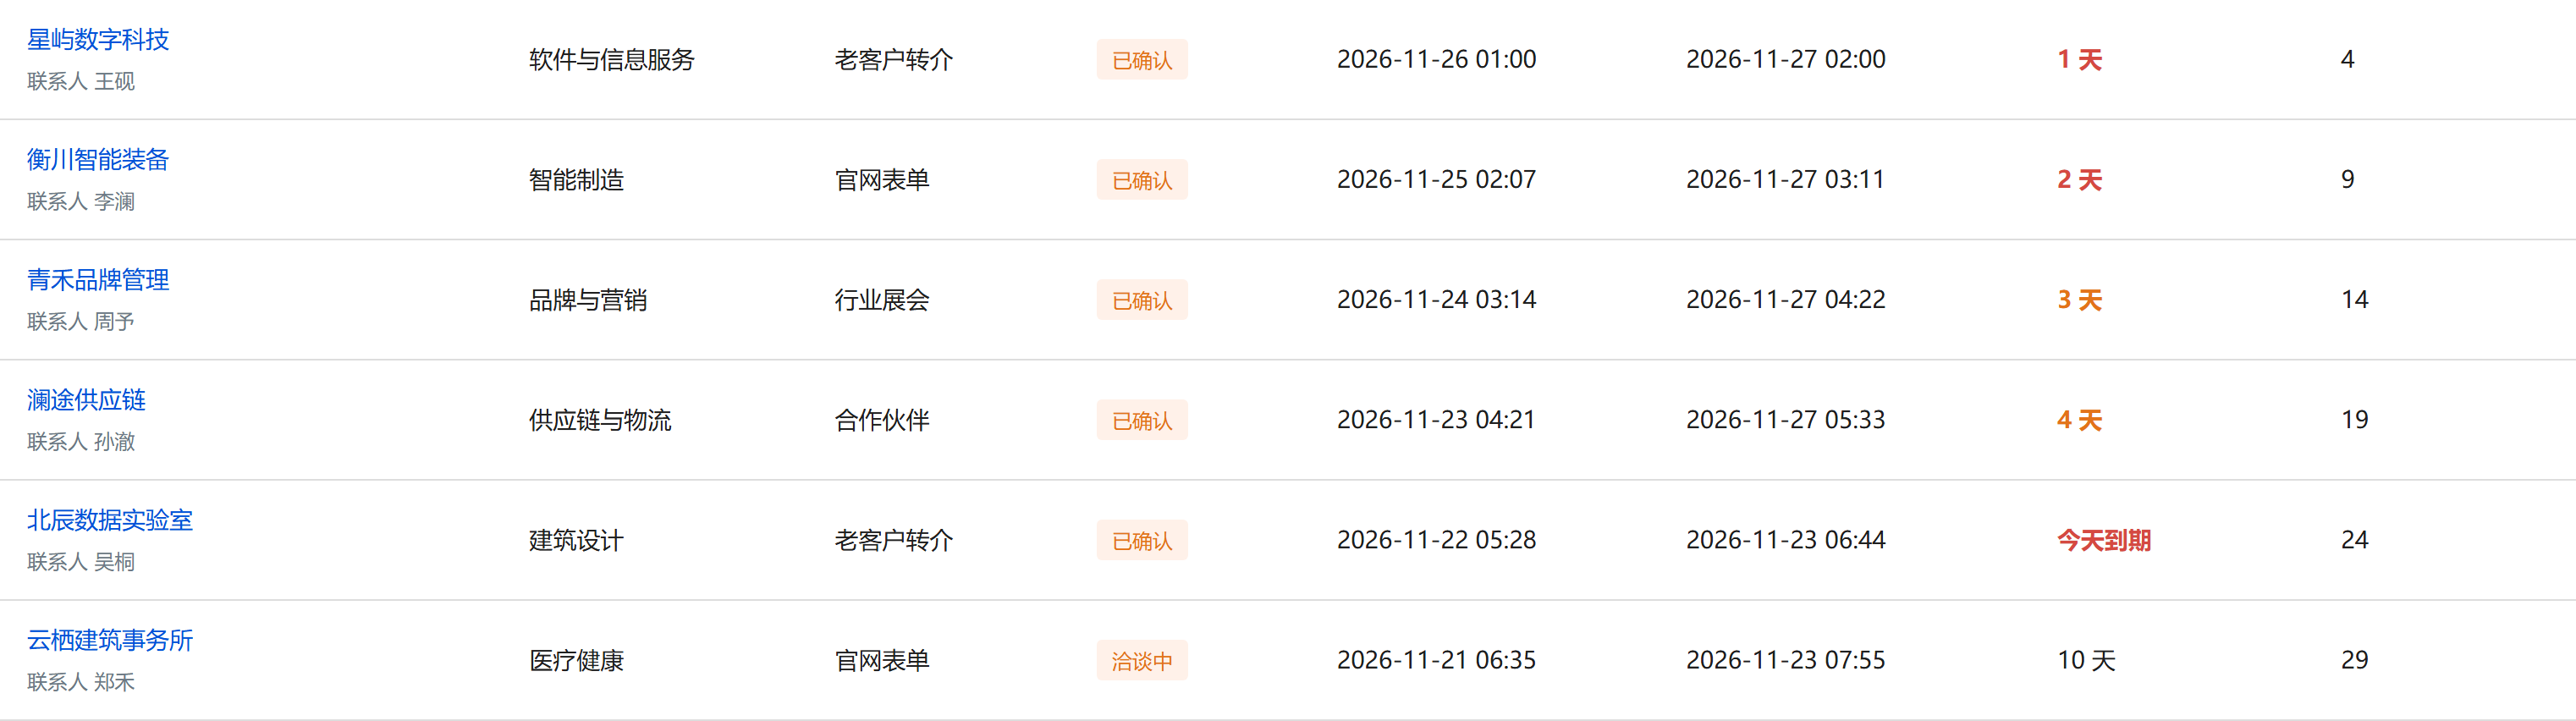 星屿数字科技
联系人 王砚
软件与信息服务
老客户转介
已确认
2026-11-26 01:00
2026-11-27 02:00
1 天
4
衡川智能装备
联系人 李澜
智能制造
官网表单
已确认
2026-11-25 02:07
2026-11-27 03:11
2 天
9
青禾品牌管理
联系人 周予
品牌与营销
行业展会
已确认
2026-11-24 03:14
2026-11-27 04:22
3 天
14
澜途供应链
联系人 孙澈
供应链与物流
合作伙伴
已确认
2026-11-23 04:21
2026-11-27 05:33
4 天
19
北辰数据实验室
联系人 吴桐
建筑设计
老客户转介
已确认
2026-11-22 05:28
2026-11-23 06:44
今天到期
24
云栖建筑事务所
联系人 郑禾
医疗健康
官网表单
洽谈中
2026-11-21 06:35
2026-11-23 07:55
10 天
29